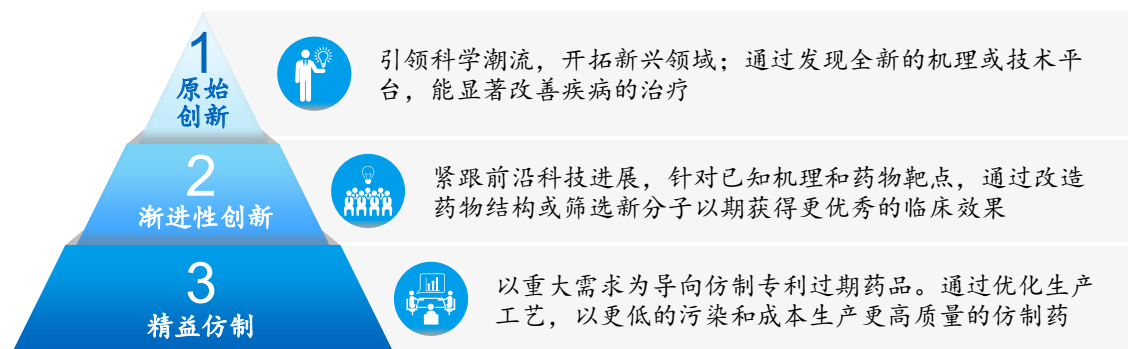 1
原始
创新
引领科学潮流，开拓新兴领域；通过发现全新的机理或技术平
台，能显著改善疾病的治疗
2
渐进性创新
紧跟前沿科技进展，针对已知机理和药物靶点，通过改造
药物结构或筛选新分子以期获得更优秀的临床效果
3
精益仿制
以重大需求为导向仿制专利过期药品。通过优化生产
工艺，以更低的污染和成本生产更高质量的仿制药